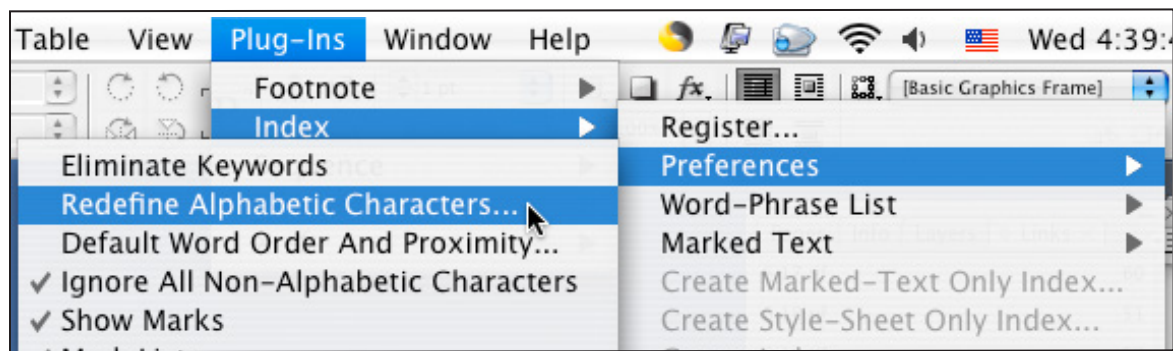 Table View Plug-Ins Window Help Wed 4:39:
Footnote
fx. [Basic Graphics Frame]
Index
Register...
Eliminate Keywords
Preferences
Redefine Alphabetic Characters...
Word-Phrase List
Default Word Order And Proximity...
Marked Text
Ignore All Non-Alphabetic Characters
Create Marked-Text Only Index...
Show Marks
Create Style-Sheet Only Index...